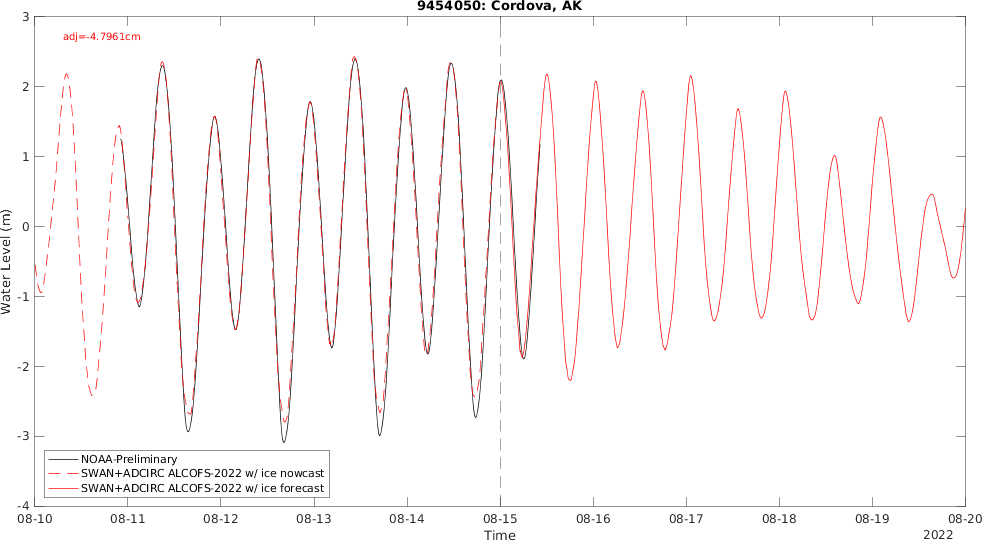 9454050: Cordova, AK
adj=-4.7961cm
Water Level (m)
3
2
1
0
-1
-2
-3
-4
NOAA-Preliminary
SWAN+ADCIRC ALCOFS-2022 w/ ice nowcast
SWAN+ADCIRC ALCOFS-2022 w/ ice forecast
08-10 08-11 08-12 08-13 08-14 08-15 08-16 08-17 08-18 08-19 08-20
Time
2022